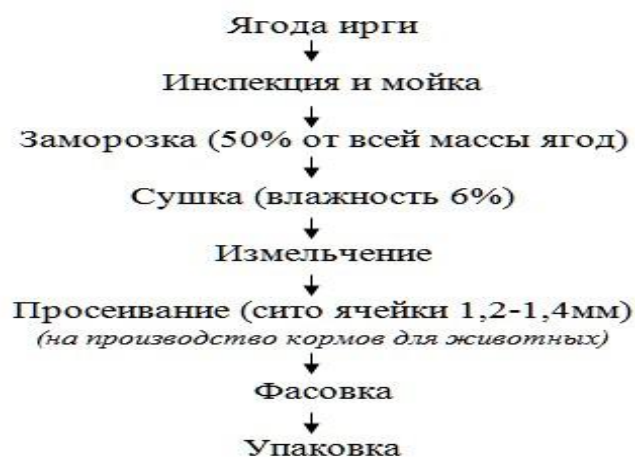 Ягода ирги
Инспекция и мойка
Заморозка (50% от всей массы ягод)
Сушка (влажность 6%)
Измельчение
Просеивание (сито ячейки 1,2-1,4мм)
(на производство кормов для животных)
Фасовка
Упаковка